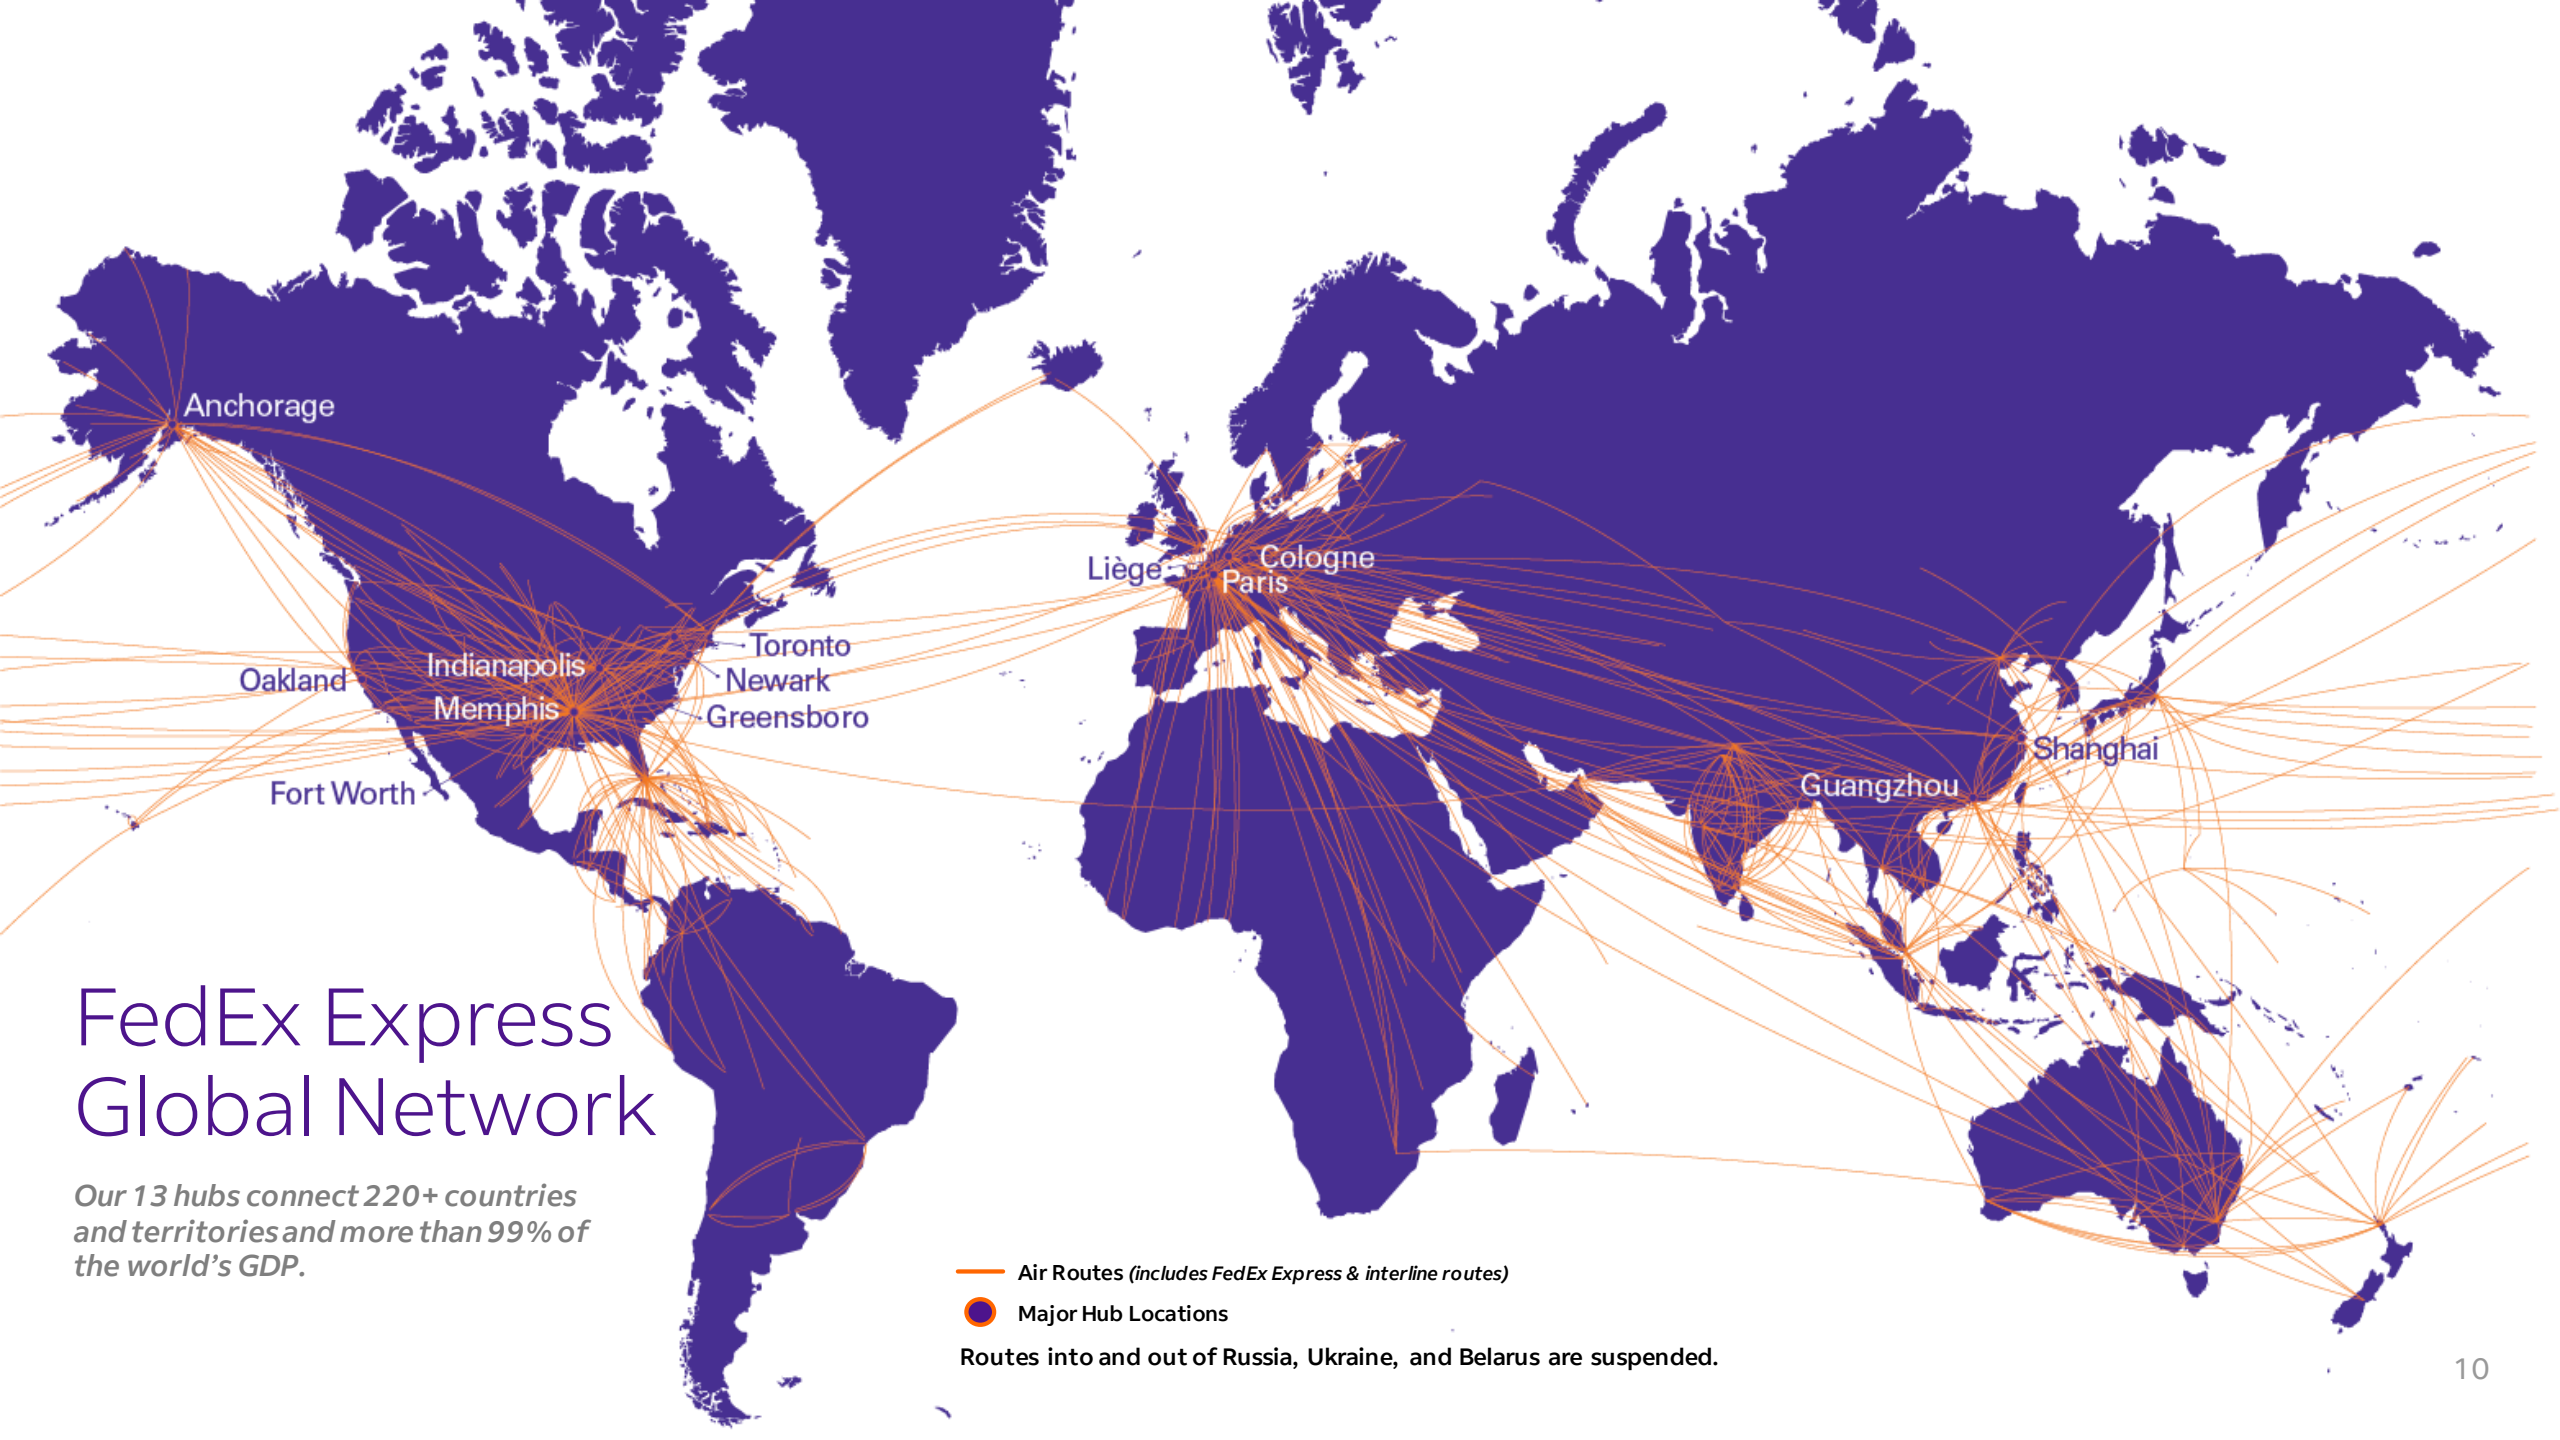 Anchorage
Liège
Cologne
Paris
Toronto
Indianapolis
Oakland
Newark
Memphis
Greensboro
Shanghai
Guangzhou
Fort Worth
FedEx Express
Global Network
Our 13 hubs connect 220+ countries
and territories and more than 99% of
the world's GDP.
Air Routes (includes FedEx Express & interline routes)
Major Hub Locations
Routes into and out of Russia, Ukraine, and Belarus are suspended.
10